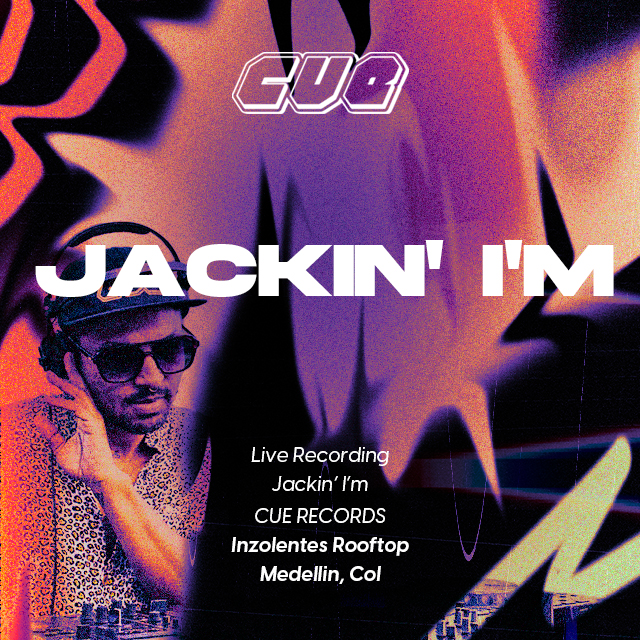 CUE
JACKIN' I'M
Live Recording
Jackin' I'm
CUE RECORDS
Inzolentes Rooftop
Medellin, Col